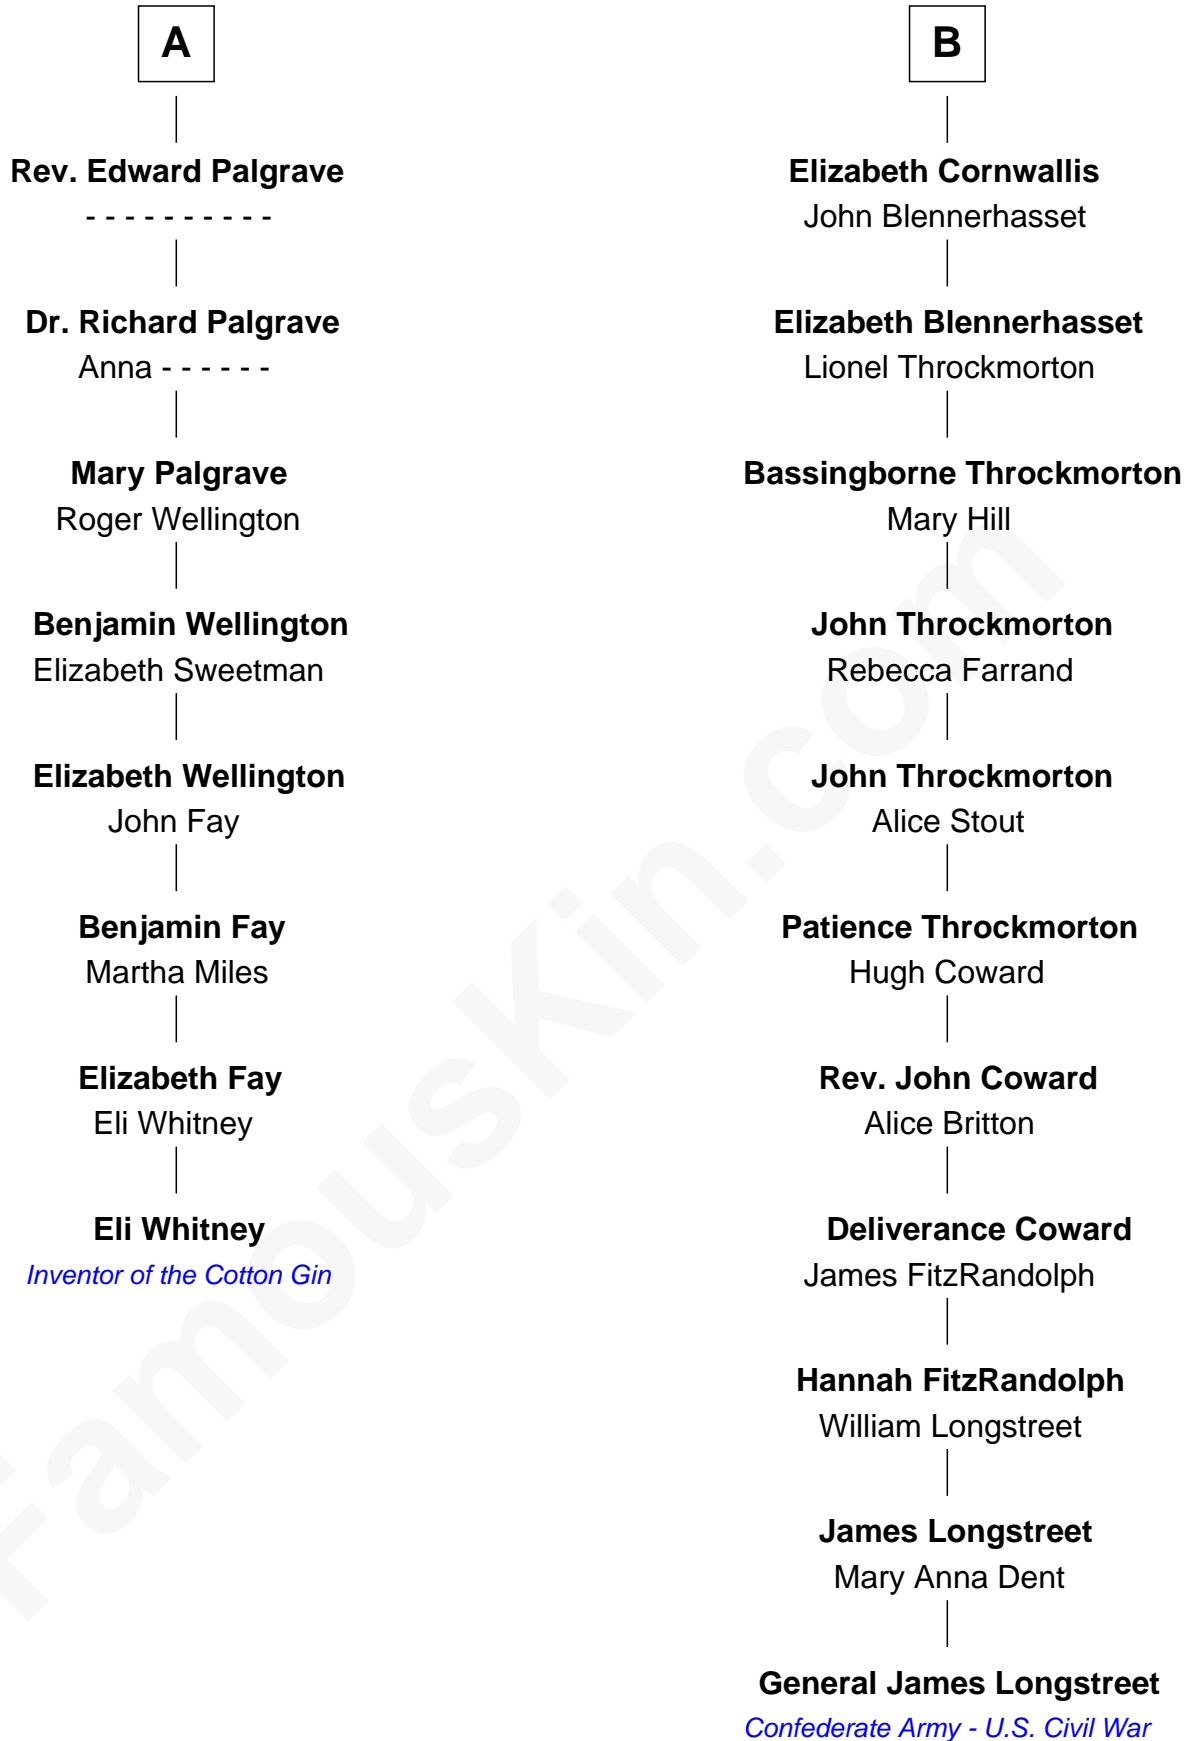 A
Rev. Edward Palgrave
- - - - - - - - - -
Dr. Richard Palgrave
Anna - - - - - -
Mary Palgrave
Roger Wellington
Benjamin Wellington
Elizabeth Sweetman
Elizabeth Wellington
John Fay
Benjamin Fay
Martha Miles
Elizabeth Fay
Eli Whitney
Eli Whitney
Inventor of the Cotton Gin
B
Elizabeth Cornwallis
John Blennerhasset
Elizabeth Blennerhasset
Lionel Throckmorton
Bassingborne Throckmorton
Mary Hill
John Throckmorton
Rebecca Farrand
John Throckmorton
Alice Stout
Patience Throckmorton
Hugh Coward
Rev. John Coward
Alice Britton
Deliverance Coward
James FitzRandolph
Hannah FitzRandolph
William Longstreet
James Longstreet
Mary Anna Dent
General James Longstreet
Confederate Army - U.S. Civil War
FamousKin.com